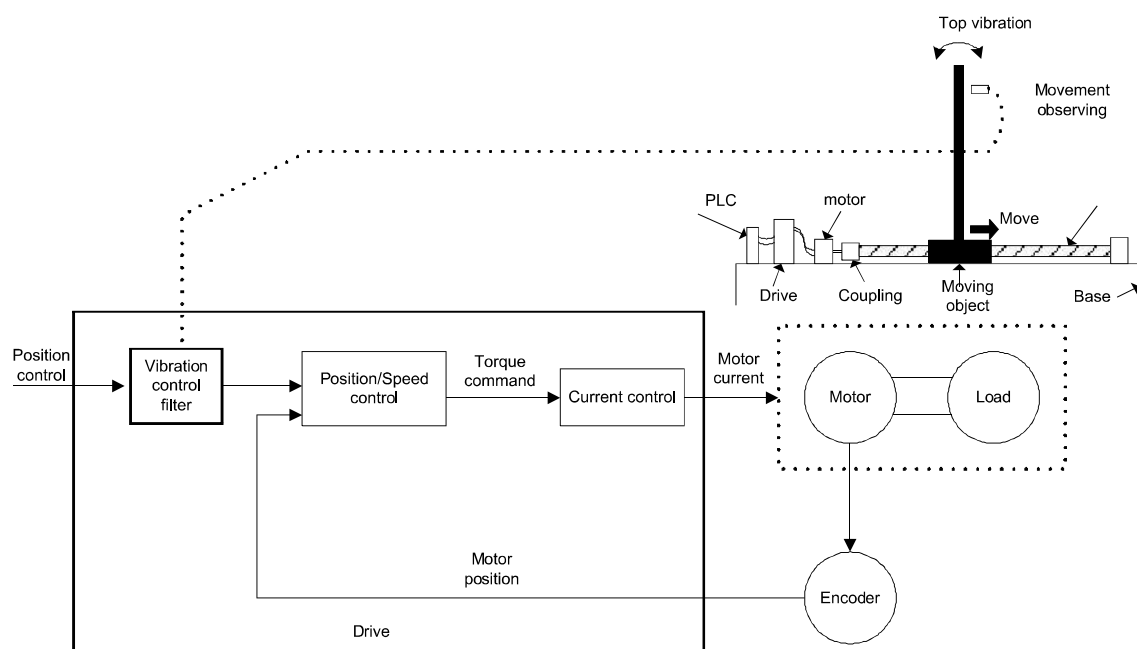 Top vibration
Movement
observing
PLC
motor
Move
Drive
Coupling
Moving
object
Base
Position
control
Vibration
control
filter
Position/Speed
control
Torque
command
Current control
Motor
current
Motor
Load
Motor
position
Encoder
Drive